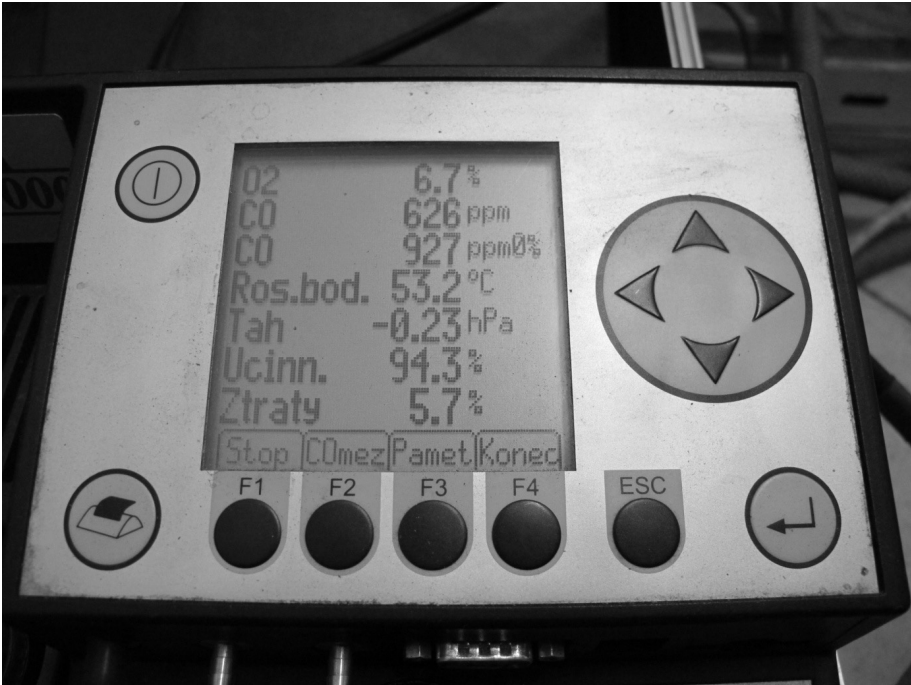 O2 6.7 %
CO 626 ppm
CO 927 ppm0%
Ros.bod. 53.2 °C
Tah -0.23 hPa
Ucinn. 94.3 %
Ztraty 5.7 %
Stop COmez Pamet Konec
F1 F2 F3 F4 ESC